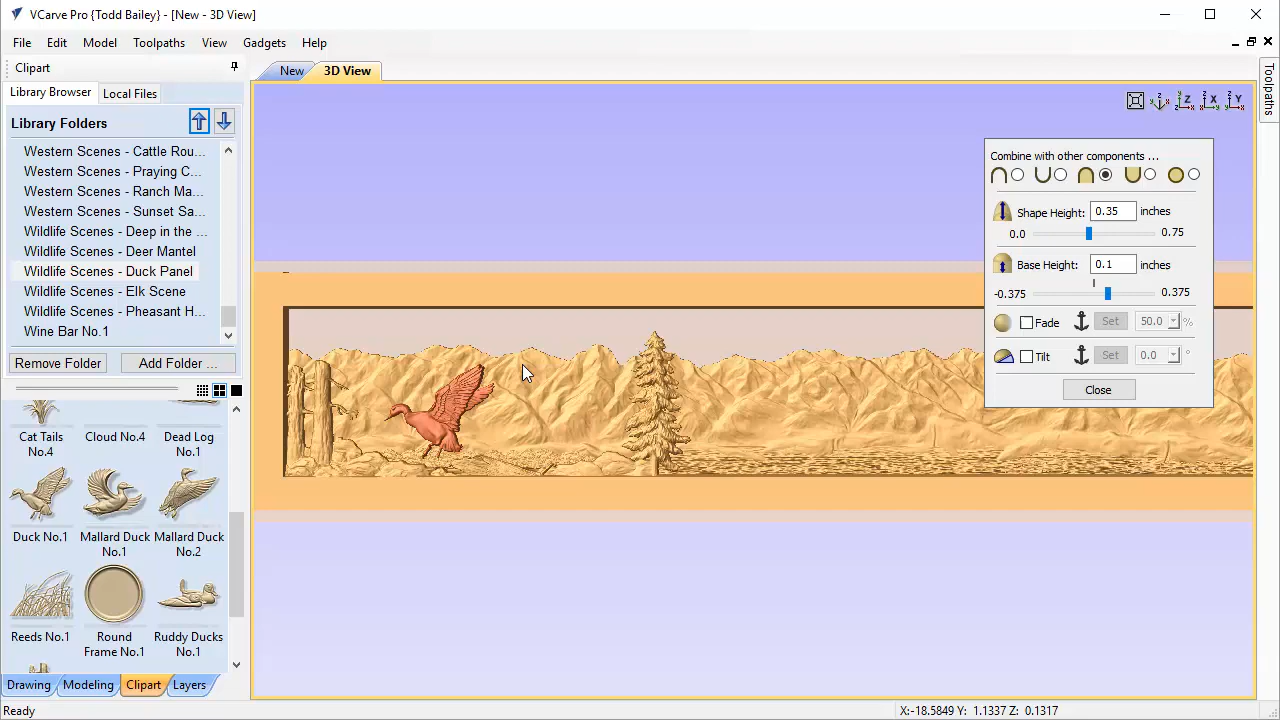 VCarve Pro {Todd Bailey} - [New - 3D View]
File Edit Model Toolpaths View Gadgets Help
Clipart
Library Browser Local Files
Library Folders
Western Scenes - Cattle Rou...
Western Scenes - Praying C...
Western Scenes - Ranch Ma...
Western Scenes - Sunset Sa...
Wildlife Scenes - Deep in the ...
Wildlife Scenes - Deer Mantel
Wildlife Scenes - Duck Panel
Wildlife Scenes - Elk Scene
Wildlife Scenes - Pheasant H...
Wine Bar No.1
Remove Folder Add Folder ...
Cat Tails No.4
Cloud No.4
Dead Log No.1
Duck No.1
Mallard Duck No.1
Mallard Duck No.2
Reeds No.1
Round Frame No.1
Ruddy Ducks No.1
Drawing Modeling Clipart Layers
Ready
New 3D View
Z X Y
Combine with other components ...
Shape Height: 0.35 inches
0.0 0.75
Base Height: 0.1 inches
-0.375 0.375
Fade Set 50.0 %
Tilt Set 0.0 °
Close
Toolpaths
X:-18.5849 Y: 1.1337 Z: 0.1317